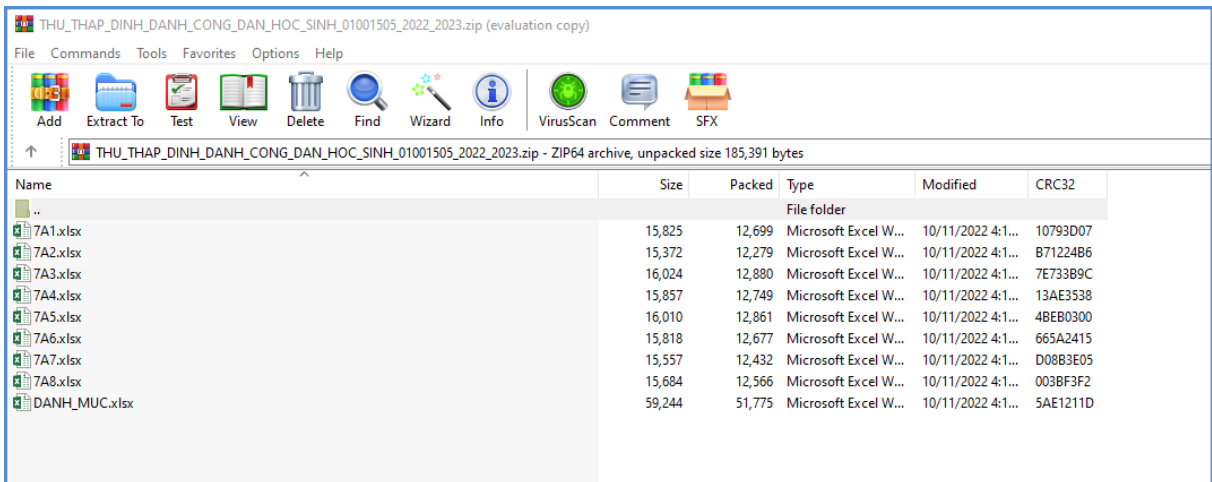 THU_THAP_DINH_DANH_CONG_DAN_HOC_SINH_01001505_2022_2023.zip (evaluation copy)
File Commands Tools Favorites Options Help
Add Extract To Test View Delete Find Wizard Info VirusScan Comment SFX
THU_THAP_DINH_DANH_CONG_DAN_HOC_SINH_01001505_2022_2023.zip - ZIP64 archive, unpacked size 185,391 bytes
Name Size Packed Type Modified CRC32
.. File folder
7A1.xlsx 15,825 12,699 Microsoft Excel W... 10/11/2022 4:1... 10793D07
7A2.xlsx 15,372 12,279 Microsoft Excel W... 10/11/2022 4:1... B71224B6
7A3.xlsx 16,024 12,880 Microsoft Excel W... 10/11/2022 4:1... 7E733B9C
7A4.xlsx 15,857 12,749 Microsoft Excel W... 10/11/2022 4:1... 13AE3538
7A5.xlsx 16,010 12,861 Microsoft Excel W... 10/11/2022 4:1... 4BEB0300
7A6.xlsx 15,818 12,677 Microsoft Excel W... 10/11/2022 4:1... 665A2415
7A7.xlsx 15,557 12,432 Microsoft Excel W... 10/11/2022 4:1... D08B3E05
7A8.xlsx 15,684 12,566 Microsoft Excel W... 10/11/2022 4:1... 003BF3F2
DANH_MUC.xlsx 59,244 51,775 Microsoft Excel W... 10/11/2022 4:1... 5AE1211D